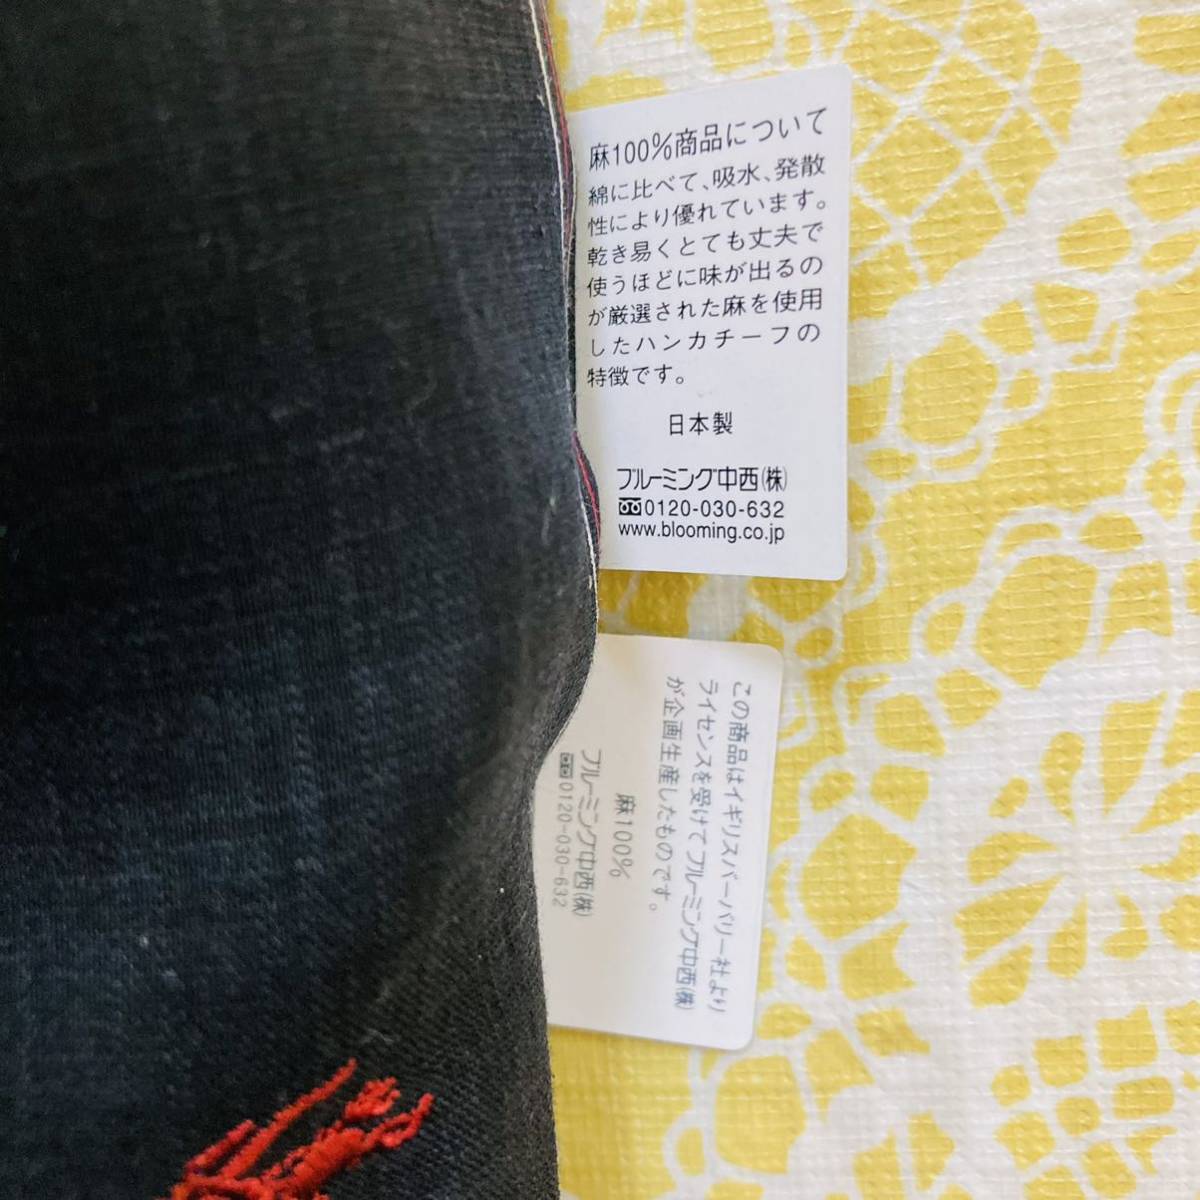 麻100%商品について
綿に比べて、吸水、発散
性により優れています。
乾き易くとても丈夫で
使うほどに味が出るの
が厳選された麻を使用
したハンカチーフの
特徴です。
日本製
ブルーミング中西(株)
0120-030-632
www.blooming.co.jp
この商品はイギリスバーバリー社より
ライセンスを受けてブルーミング中西(株)
が企画生産したものです。
麻100%
ブルーミング中西(株)
0120-030-632